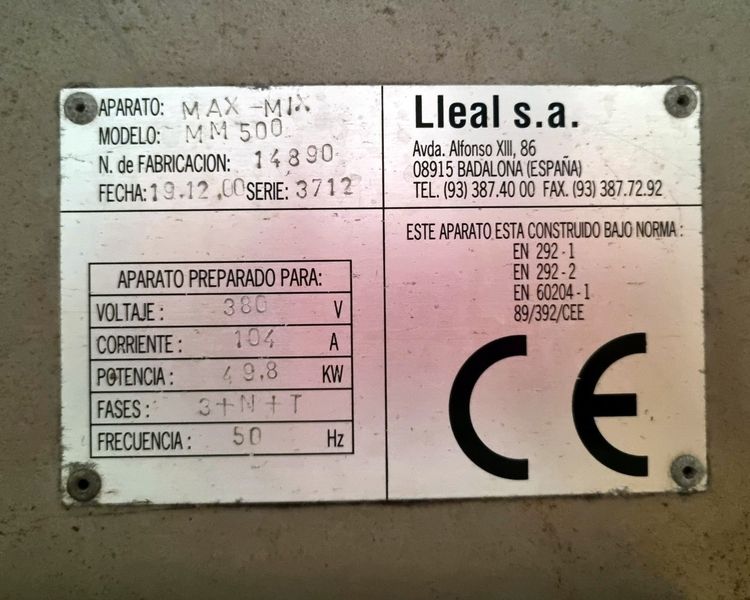 APARATO: MAX-MIX
MODELO: MM 500
N. de FABRICACION: 14890
FECHA: 19.12.00 SERIE: 3712
Lleal s.a.
Avda. Alfonso XIII, 86
08915 BADALONA (ESPAÑA)
TEL. (93) 387.40 00 FAX. (93) 387.72.92
APARATO PREPARADO PARA:
VOLTAJE: 380 V
CORRIENTE: 104 A
POTENCIA: 49.8 KW
FASES: 3+N+T
FRECUENCIA: 50 Hz
ESTE APARATO ESTA CONSTRUIDO BAJO NORMA:
EN 292-1
EN 292-2
EN 60204-1
89/392/CEE
CE